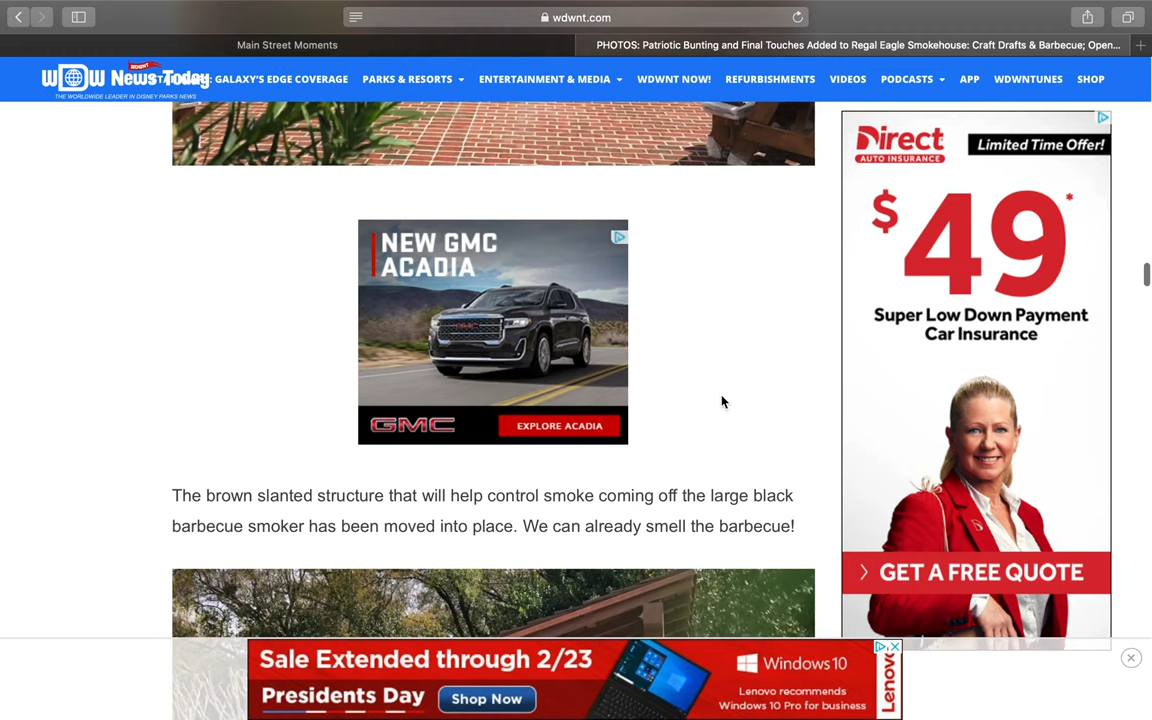 wdwnt.com
Main Street Moments
PHOTOS: Patriotic Bunting and Final Touches Added to Regal Eagle Smokehouse: Craft Drafts & Barbecue; Open...
WDWNT
WDW News Today
THE WORLDWIDE LEADER IN DISNEY PARKS NEWS
GALAXY'S EDGE COVERAGE
PARKS & RESORTS
ENTERTAINMENT & MEDIA
WDWNT NOW!
REFURBISHMENTS
VIDEOS
PODCASTS
APP
WDWNTUNES
SHOP
NEW GMC
ACADIA
GMC
EXPLORE ACADIA
Direct
AUTO INSURANCE
Limited Time Offer!
$49*
Super Low Down Payment
Car Insurance
GET A FREE QUOTE
The brown slanted structure that will help control smoke coming off the large black
barbecue smoker has been moved into place. We can already smell the barbecue!
Sale Extended through 2/23
Presidents Day
Shop Now
Windows 10
Lenovo recommends
Windows 10 Pro for business
Lenovo